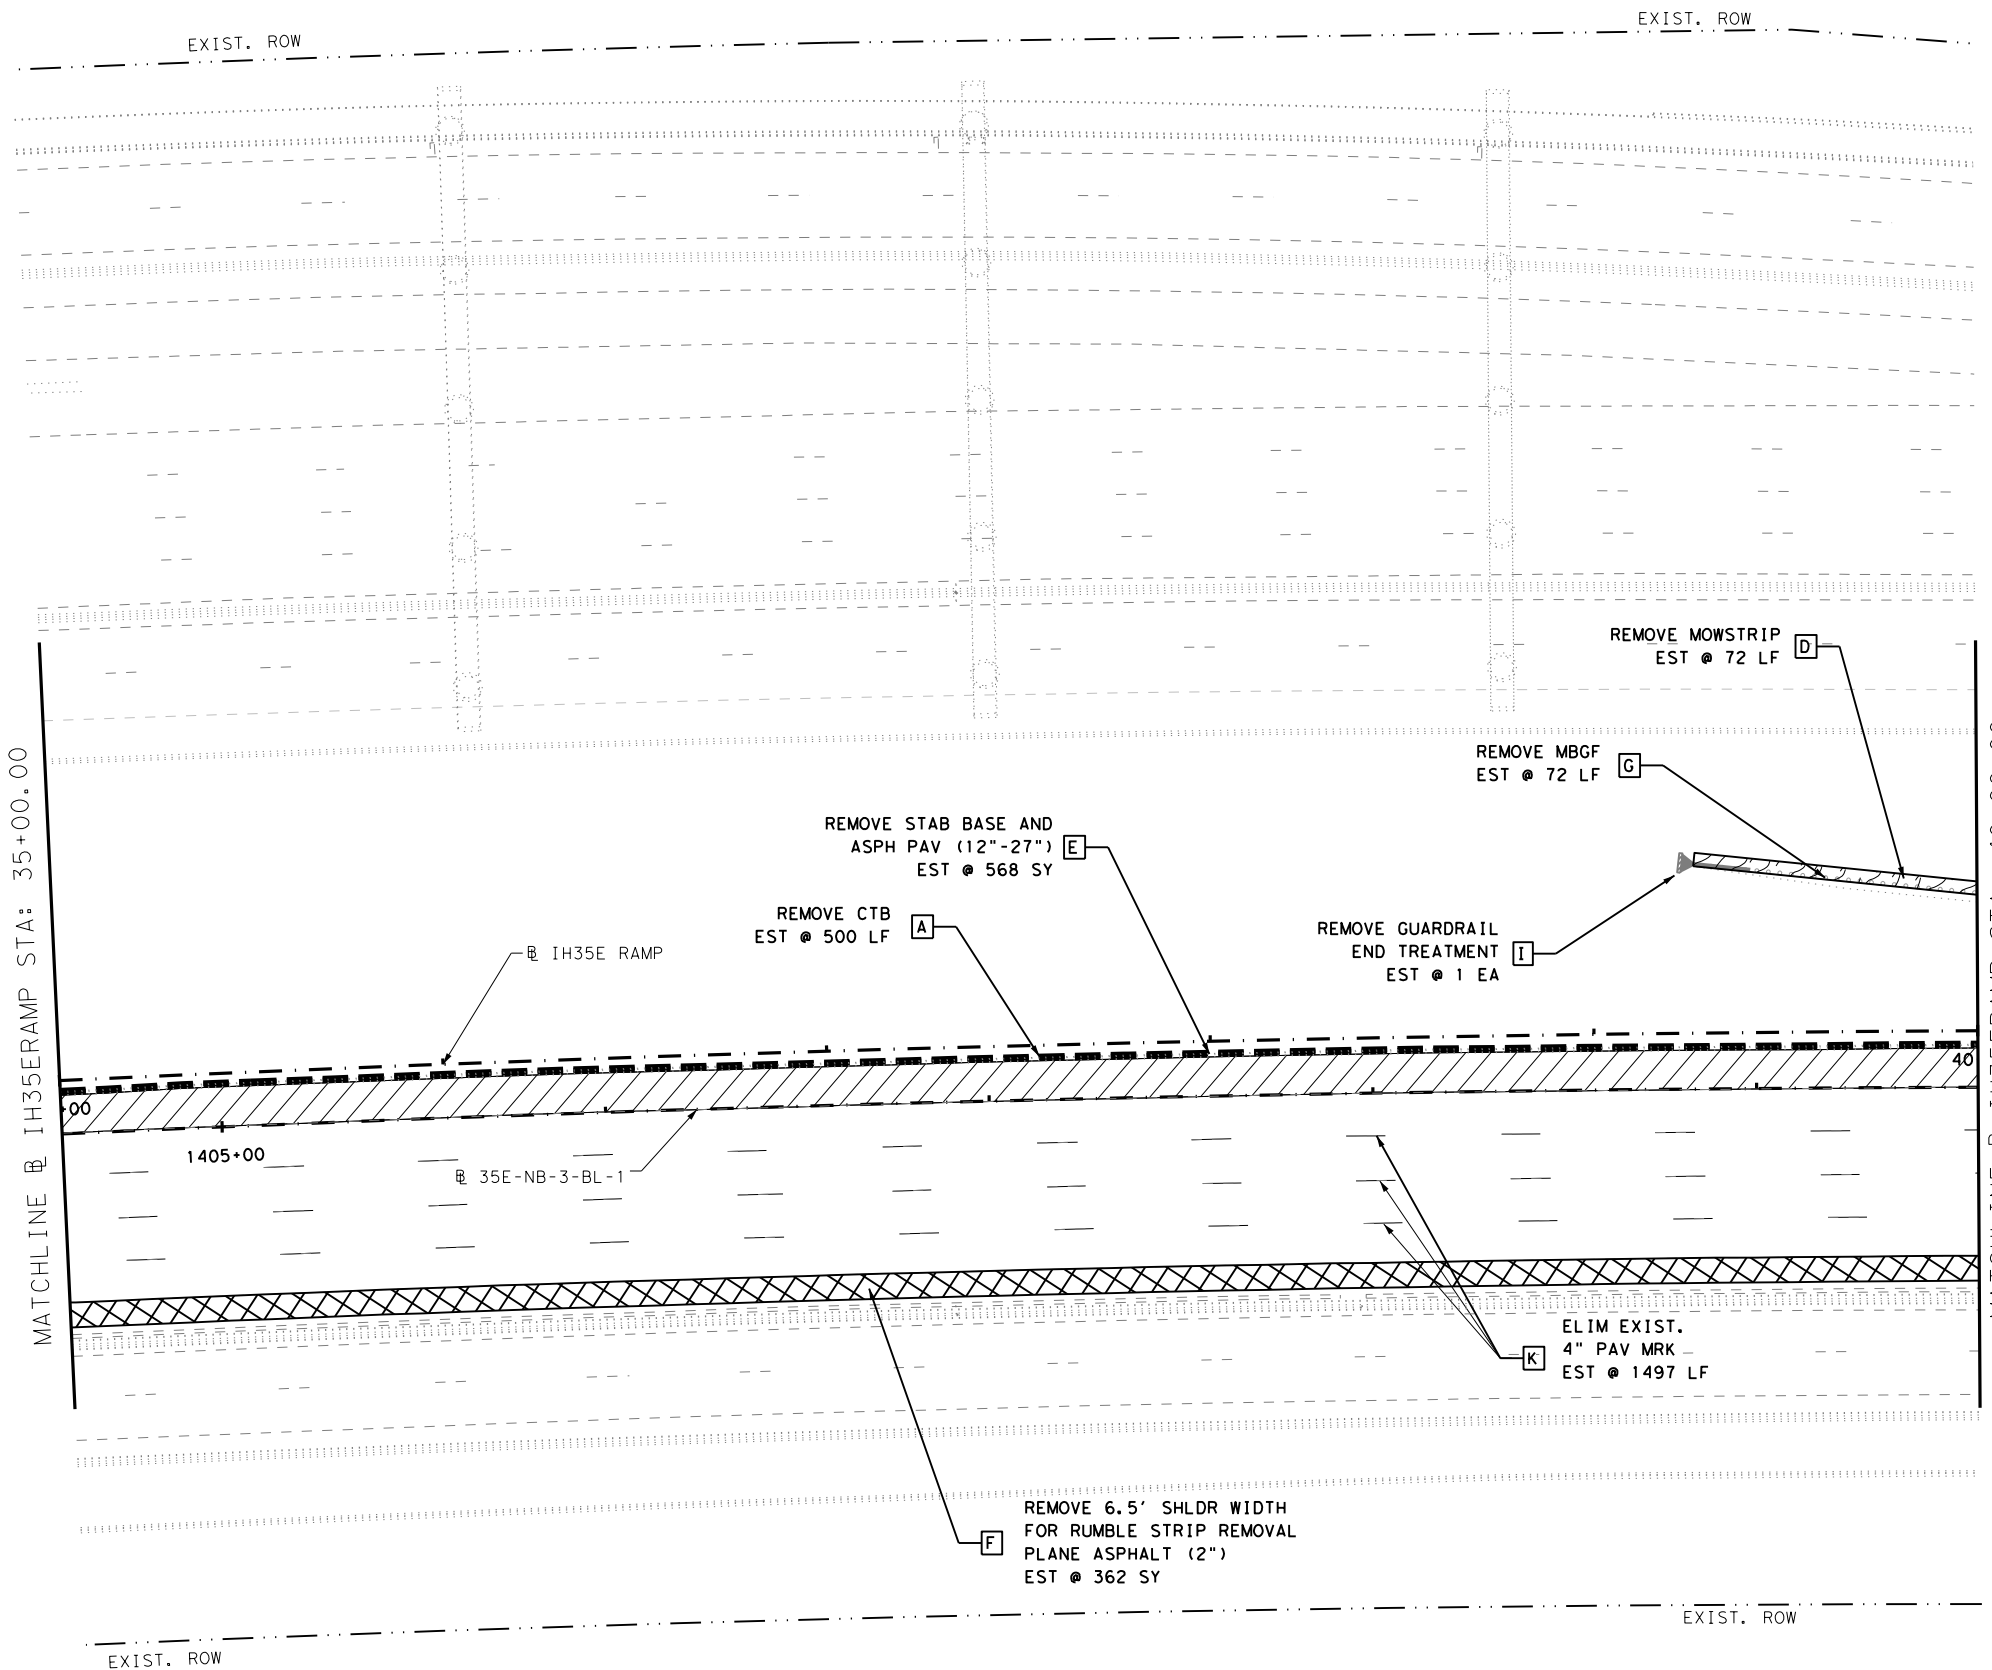 EXIST. ROW
EXIST. ROW
REMOVE MOWSTRIP
EST @ 72 LF
D
REMOVE MBGF
EST @ 72 LF
G
REMOVE STAB BASE AND
ASPH PAV (12"-27")
EST @ 568 SY
E
REMOVE CTB
EST @ 500 LF
A
REMOVE GUARDRAIL
END TREATMENT
EST @ 1 EA
I
℄ IH35E RAMP
MATCHLINE ℄ IH35ERAMP STA: 35+00.00
+00
40
1405+00
℄ 35E-NB-3-BL-1
ELIM EXIST.
4" PAV MRK
EST @ 1497 LF
K
REMOVE 6.5' SHLDR WIDTH
FOR RUMBLE STRIP REMOVAL
PLANE ASPHALT (2")
EST @ 362 SY
F
EXIST. ROW
EXIST. ROW